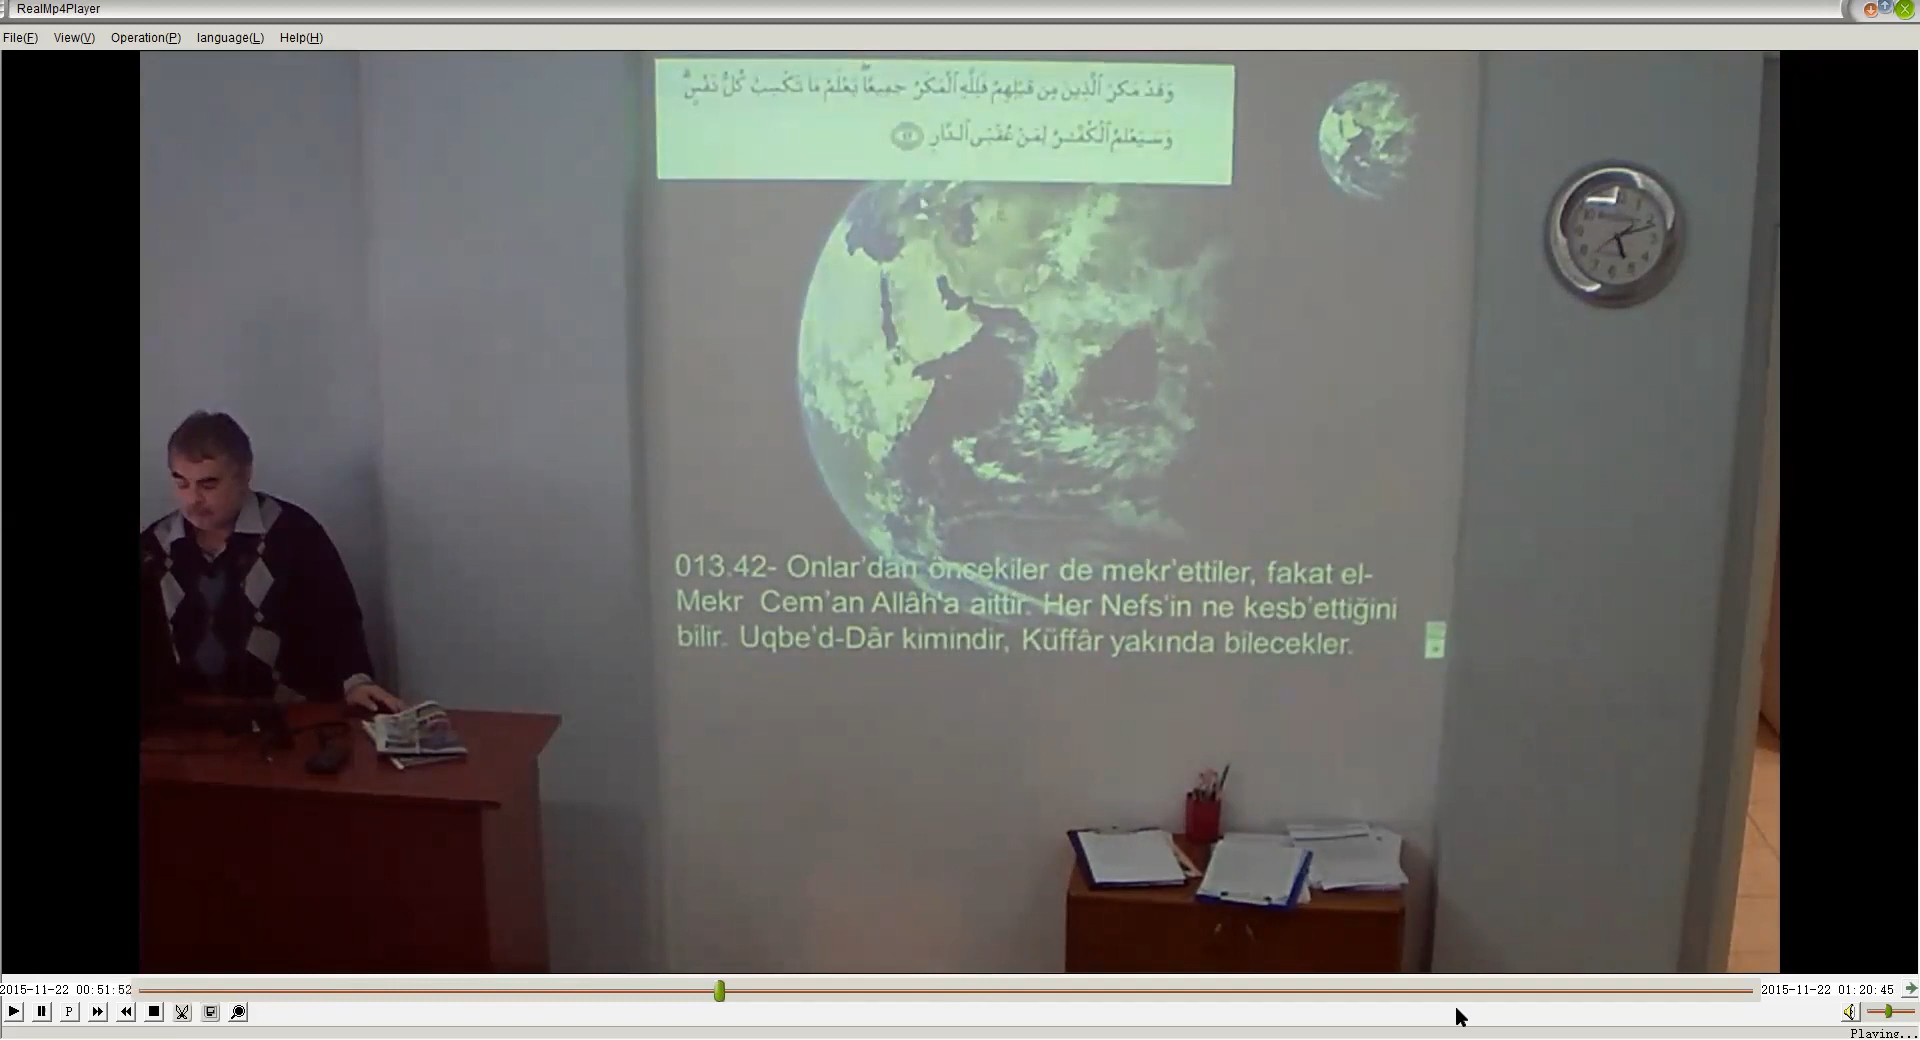 RealMp4Player
File(F) View(V) Operation(P) language(L) Help(H)
وَقَدْ مَكَرَ ٱلَّذِينَ مِن قَبْلِهِمْ فَلِلَّهِ ٱلْمَكْرُ جَمِيعًا ۖ يَعْلَمُ مَا تَكْسِبُ كُلُّ نَفْسٍ ۗ
وَسَيَعْلَمُ ٱلْكُفَّـٰرُ لِمَنْ عُقْبَى ٱلدَّارِ
013.42- Onlar'dan öncekiler de mekr'ettiler, fakat el-
Mekr Cem'an Allâh'a aittir. Her Nefs'in ne kesb'ettiğini
bilir. Uqbe'd-Dâr kimindir, Küffâr yakında bilecekler.
2015-11-22 00:51:52 2015-11-22 01:20:45
P
Playing...